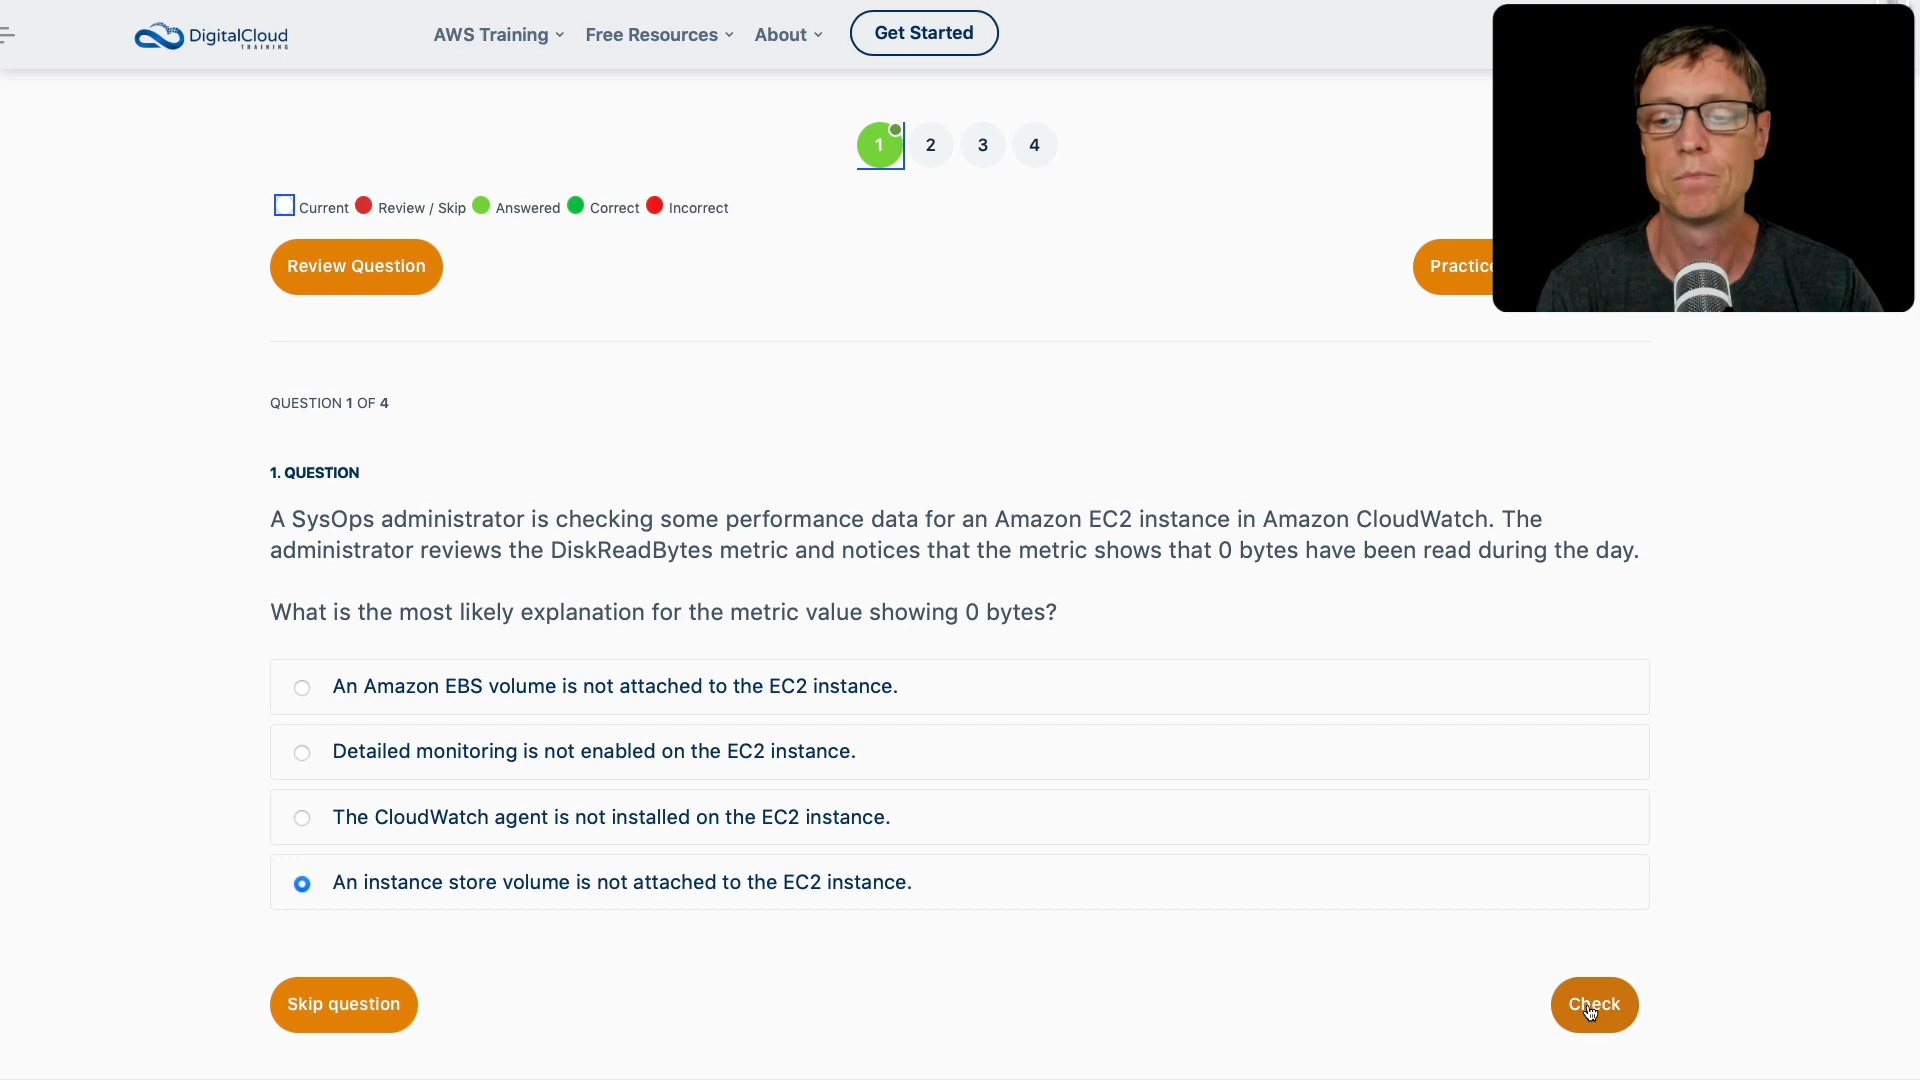 DigitalCloud
TRAINING
AWS Training
Free Resources
About
Get Started
1
2
3
4
Current
Review / Skip
Answered
Correct
Incorrect
Review Question
Practice
QUESTION 1 OF 4
1. QUESTION
A SysOps administrator is checking some performance data for an Amazon EC2 instance in Amazon CloudWatch. The
administrator reviews the DiskReadBytes metric and notices that the metric shows that 0 bytes have been read during the day.
What is the most likely explanation for the metric value showing 0 bytes?
An Amazon EBS volume is not attached to the EC2 instance.
Detailed monitoring is not enabled on the EC2 instance.
The CloudWatch agent is not installed on the EC2 instance.
An instance store volume is not attached to the EC2 instance.
Skip question
Check